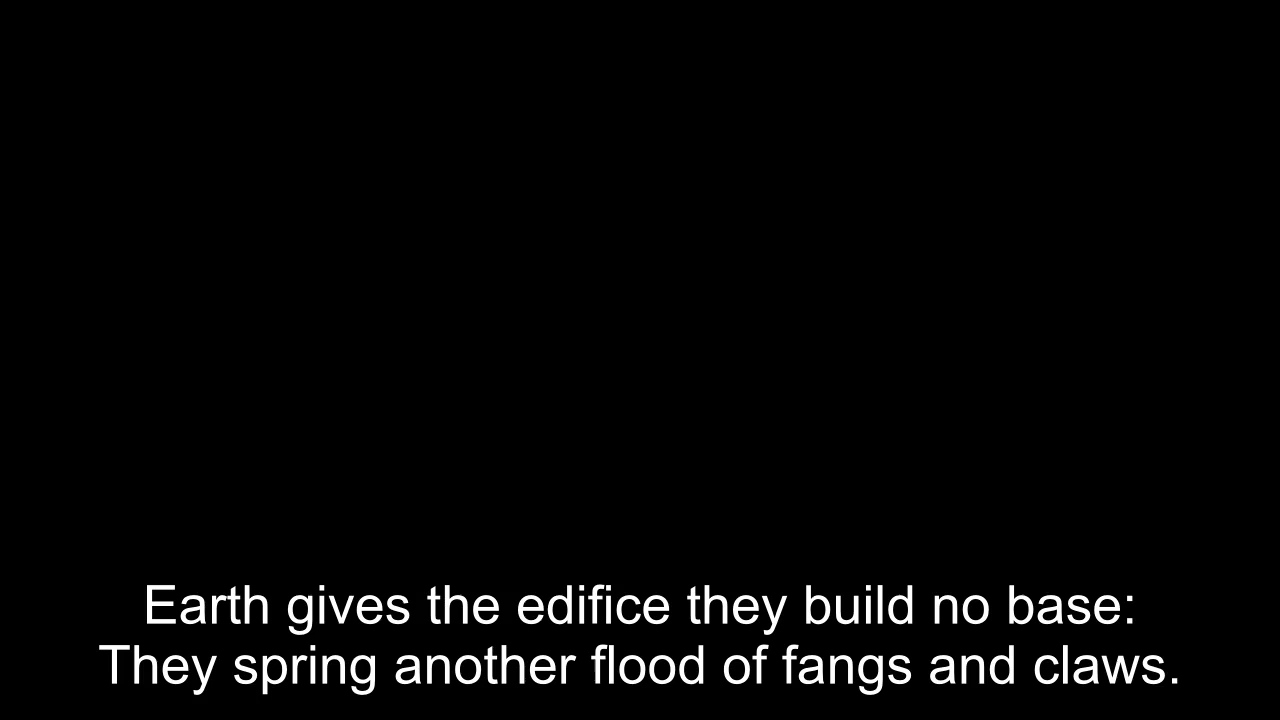 Earth gives the edifice they build no base:
They spring another flood of fangs and claws.